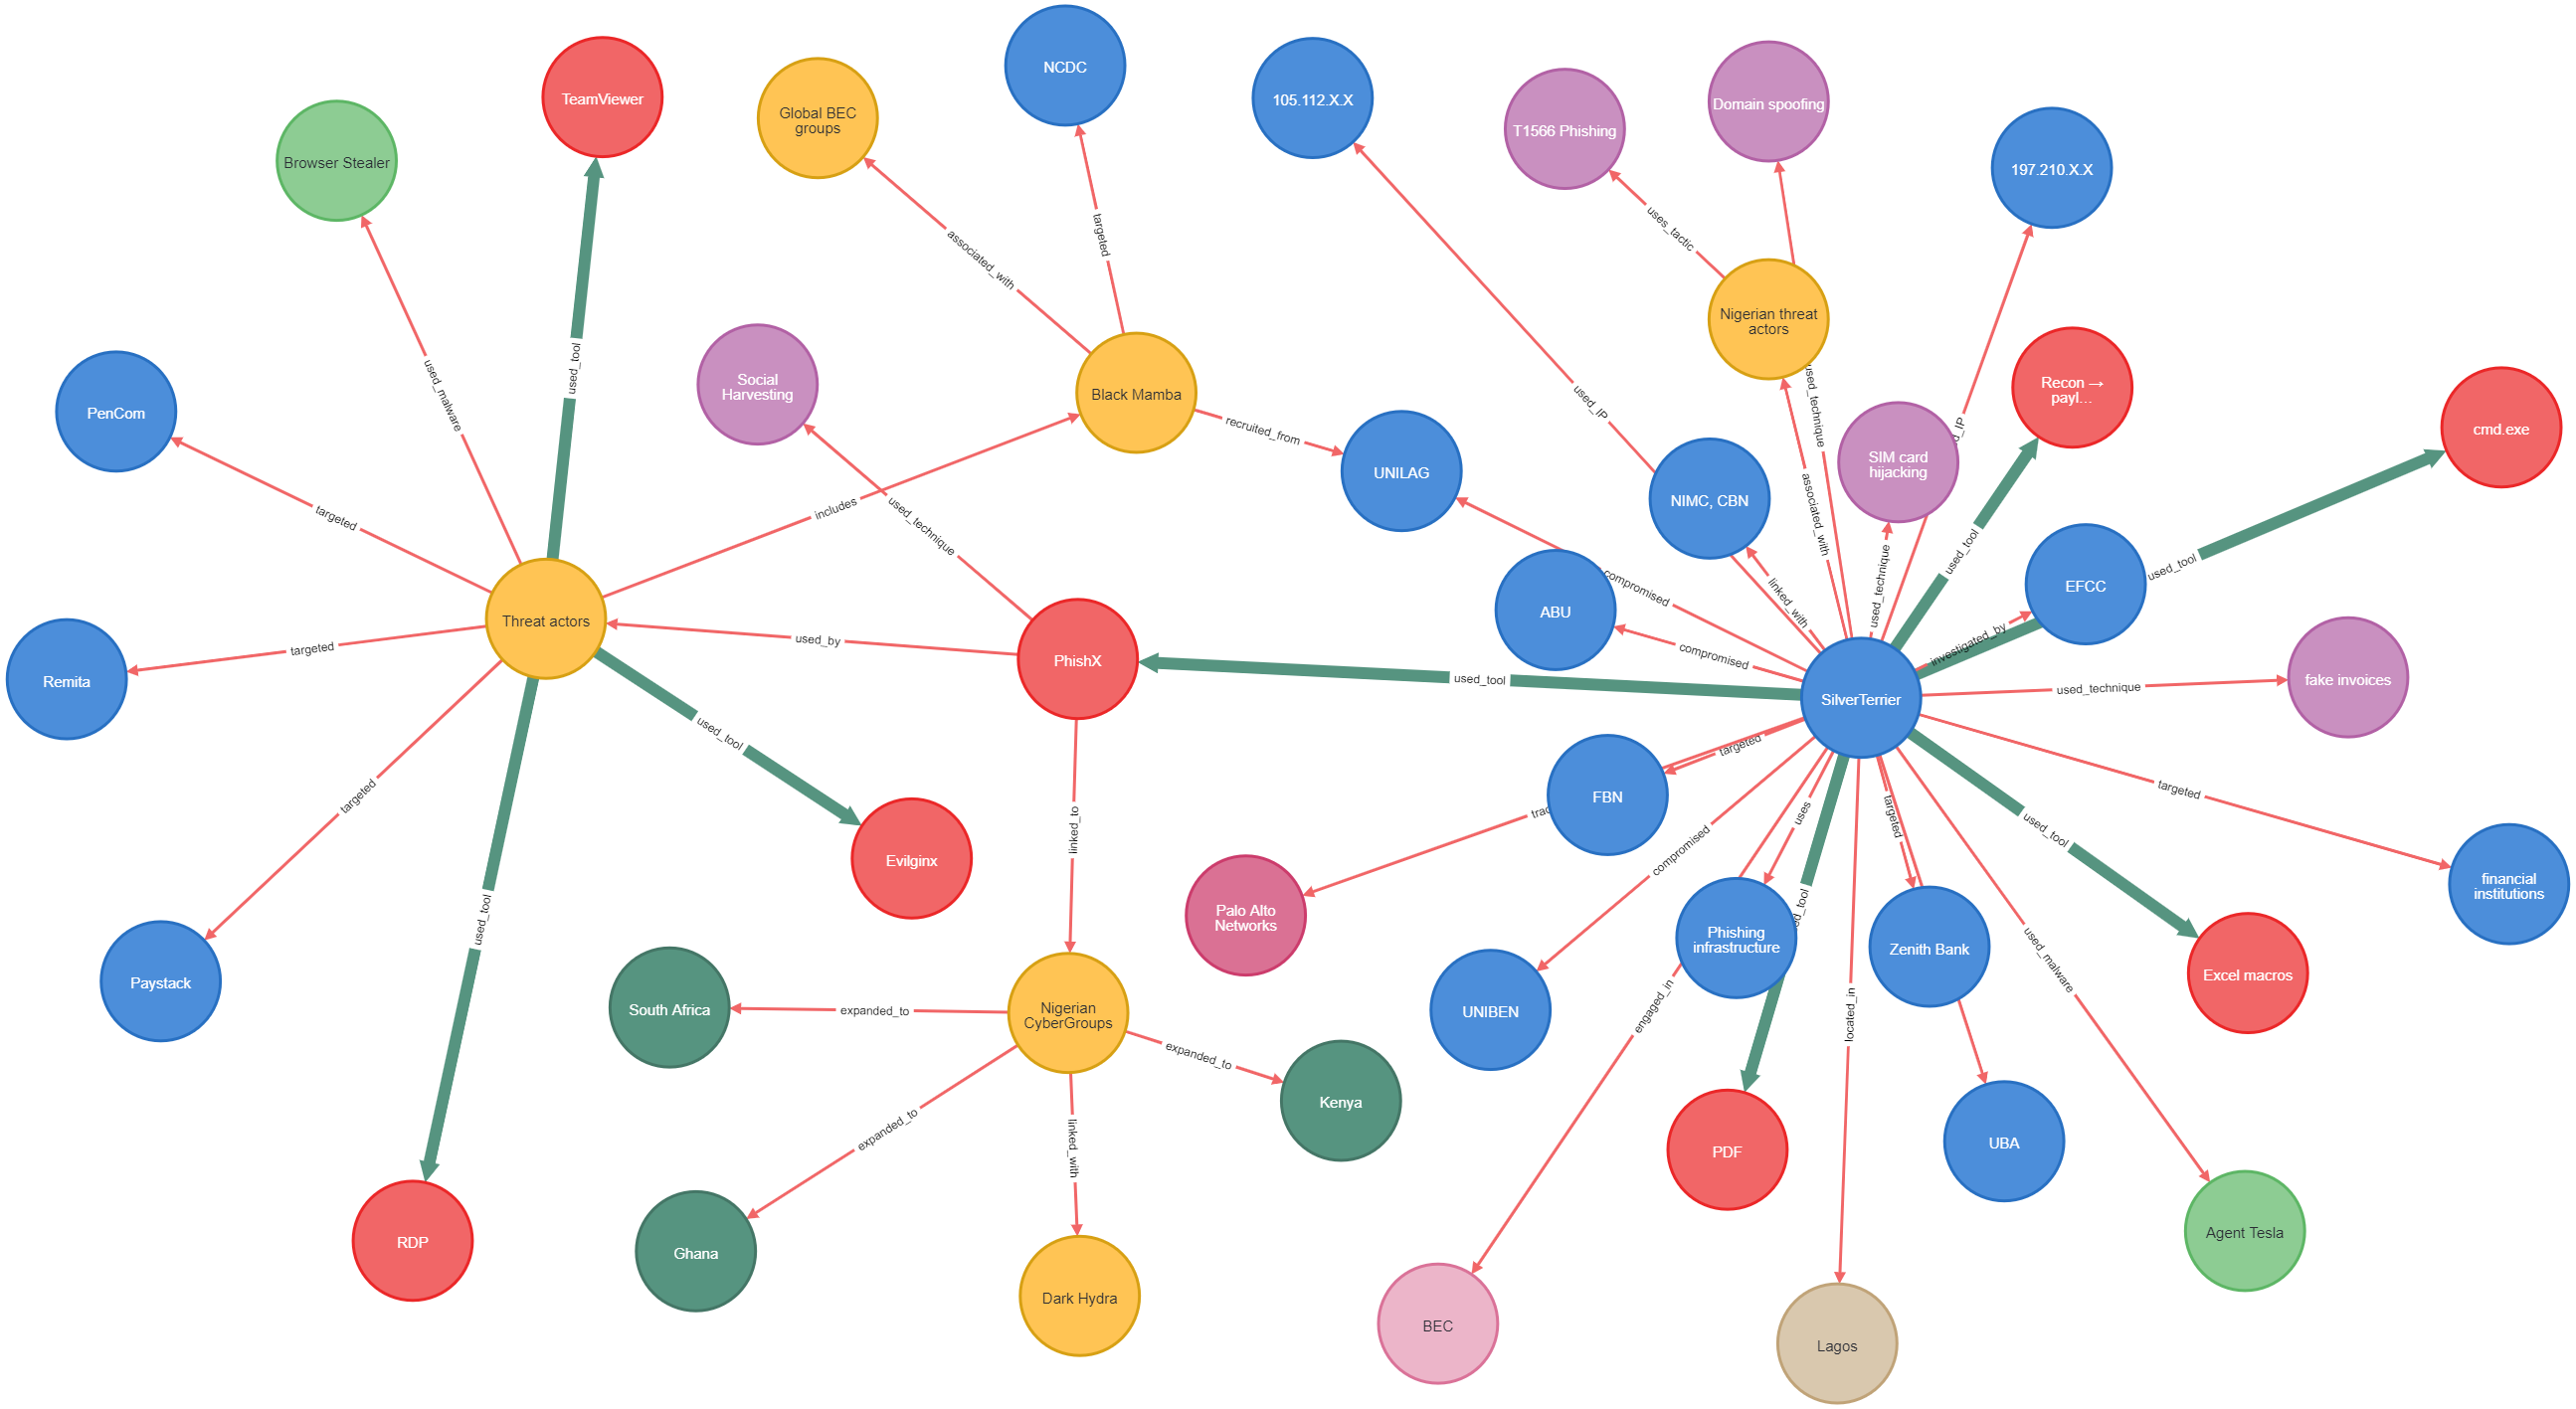 NCDC
TeamViewer
Global BEC
groups
105.112.X.X
Domain spoofing
T1566 Phishing
Browser Stealer
197.210.X.X
targeted
uses_tactic
associated_with
Nigerian threat
actors
used_tool
used_malware
Social
Harvesting
Black Mamba
used_IP
used_technique
Recon →
payl...
PenCom
recruited_from
cmd.exe
UNILAG
SIM card
hijacking
NIMC, CBN
associated_with
targeted
includes
used_technique
used_tool
used_technique
used_tool
compromised
linked_with
EFCC
ABU
Threat actors
used_by
investigated_by
targeted
compromised
PhishX
used_tool
Remita
used_technique
fake invoices
SilverTerrier
used_tool
targeted
targeted
targeted
FBN
uses
targeted
linked_to
used_tool
compromised
Evilginx
financial
institutions
used_tool
Palo Alto
Networks
Phishing
infrastructure
Zenith Bank
used_malware
Excel macros
Paystack
South Africa
expanded_to
Nigerian
CyberGroups
UNIBEN
engaged_in
located_in
expanded_to
Kenya
expanded_to
linked_with
PDF
UBA
RDP
Ghana
Dark Hydra
Agent Tesla
BEC
Lagos